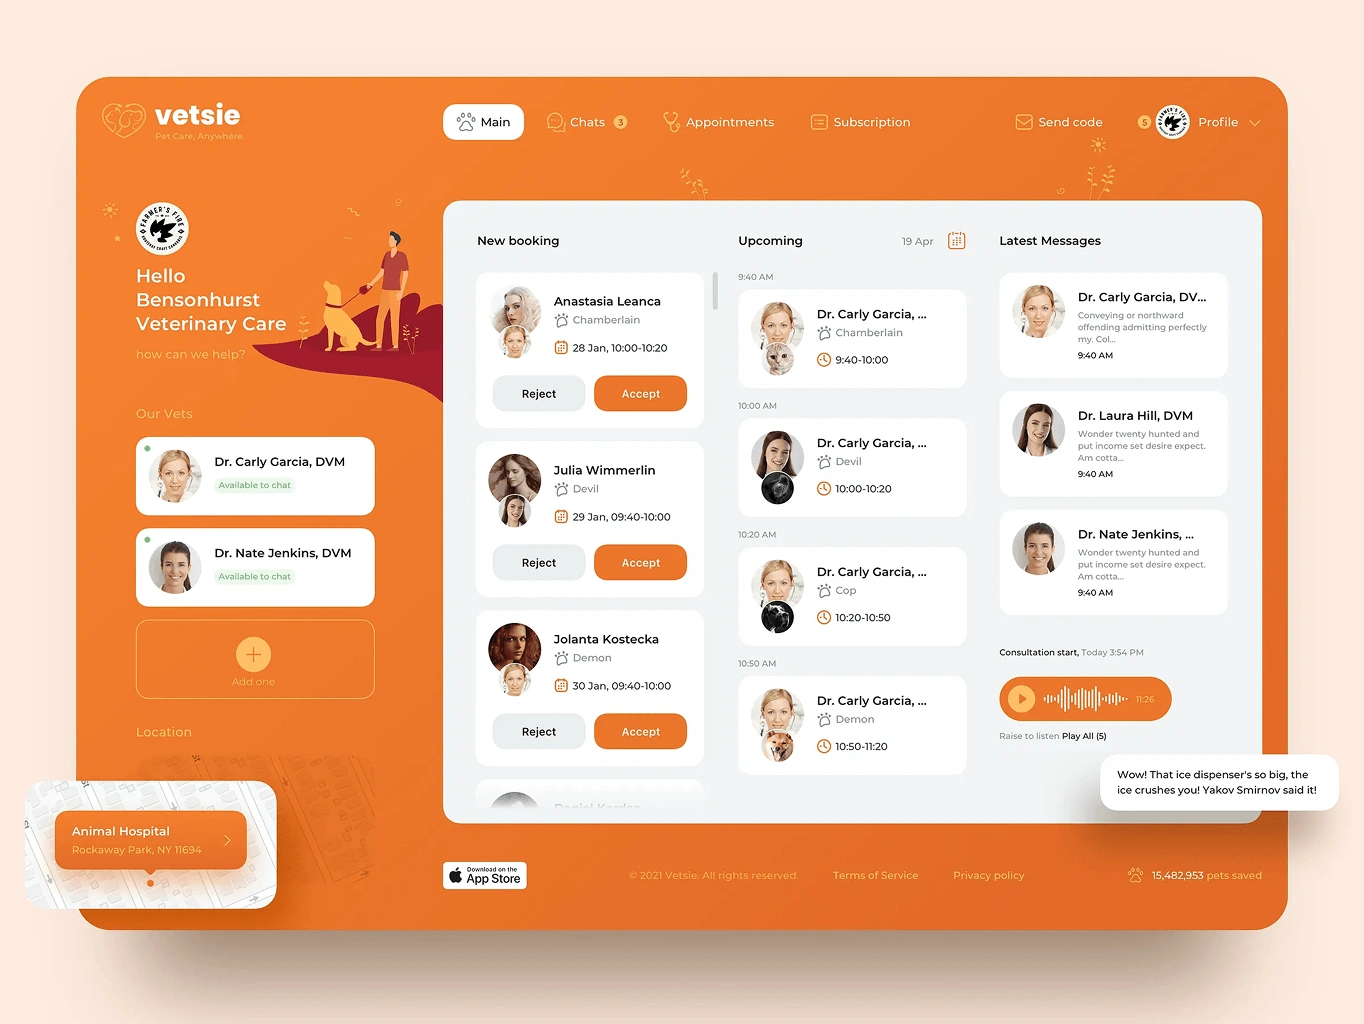 vetsie
Pet Care, Anywhere.
Main
Chats 3
Appointments
Subscription
Send code
5
Profile
FARMER'S FIRE
Hello
Bensonhurst
Veterinary Care
how can we help?
Our Vets
Dr. Carly Garcia, DVM
Available to chat
Dr. Nate Jenkins, DVM
Available to chat
Add one
Location
Animal Hospital
Rockaway Park, NY 11694
New booking
Anastasia Leanca
Chamberlain
28 Jan, 10:00-10:20
Reject
Accept
Julia Wimmerlin
Devil
29 Jan, 09:40-10:00
Reject
Accept
Jolanta Kostecka
Demon
30 Jan, 09:40-10:00
Reject
Accept
Upcoming
19 Apr
9:40 AM
Dr. Carly Garcia, ...
Chamberlain
9:40-10:00
10:00 AM
Dr. Carly Garcia, ...
Devil
10:00-10:20
10:20 AM
Dr. Carly Garcia, ...
Cop
10:20-10:50
10:50 AM
Dr. Carly Garcia, ...
Demon
10:50-11:20
Latest Messages
Dr. Carly Garcia, DV...
Conveying or northward
offending admitting perfectly
my. Col...
9:40 AM
Dr. Laura Hill, DVM
Wonder twenty hunted and
put income set desire expect.
Am cotta...
9:40 AM
Dr. Nate Jenkins, ...
Wonder twenty hunted and
put income set desire expect.
Am cotta...
9:40 AM
Consultation start, Today 3:54 PM
11:26
Raise to listen Play All (5)
Wow! That ice dispenser's so big, the
ice crushes you! Yakov Smirnov said it!
Download on the
App Store
© 2021 Vetsie. All rights reserved.
Terms of Service
Privacy policy
15,482,953 pets saved